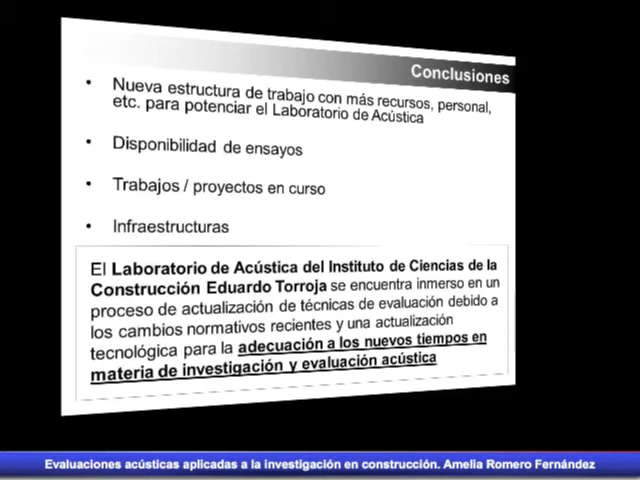 Conclusiones
• Nueva estructura de trabajo con más recursos, personal,
etc. para potenciar el Laboratorio de Acústica
• Disponibilidad de ensayos
• Trabajos / proyectos en curso
• Infraestructuras
El Laboratorio de Acústica del Instituto de Ciencias de la
Construcción Eduardo Torroja se encuentra inmerso en un
proceso de actualización de técnicas de evaluación debido a
los cambios normativos recientes y una actualización
tecnológica para la adecuación a los nuevos tiempos en
materia de investigación y evaluación acústica
Evaluaciones acústicas aplicadas a la investigación en construcción. Amelia Romero Fernández